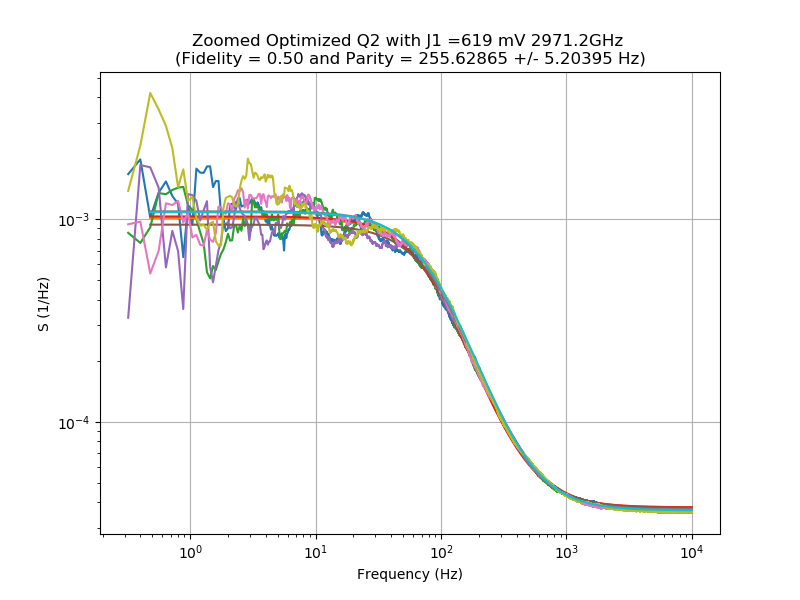 Zoomed Optimized Q2 with J1 =619 mV 2971.2GHz
(Fidelity = 0.50 and Parity = 255.62865 +/- 5.20395 Hz)
S (1/Hz)
10⁻³
10⁻⁴
10⁰ 10¹ 10² 10³ 10⁴
Frequency (Hz)